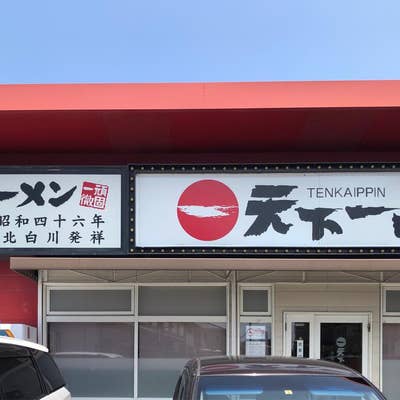 ーメン
一頑
徹固
昭和四十六年
北白川発祥
TENKAIPPIN
天下一